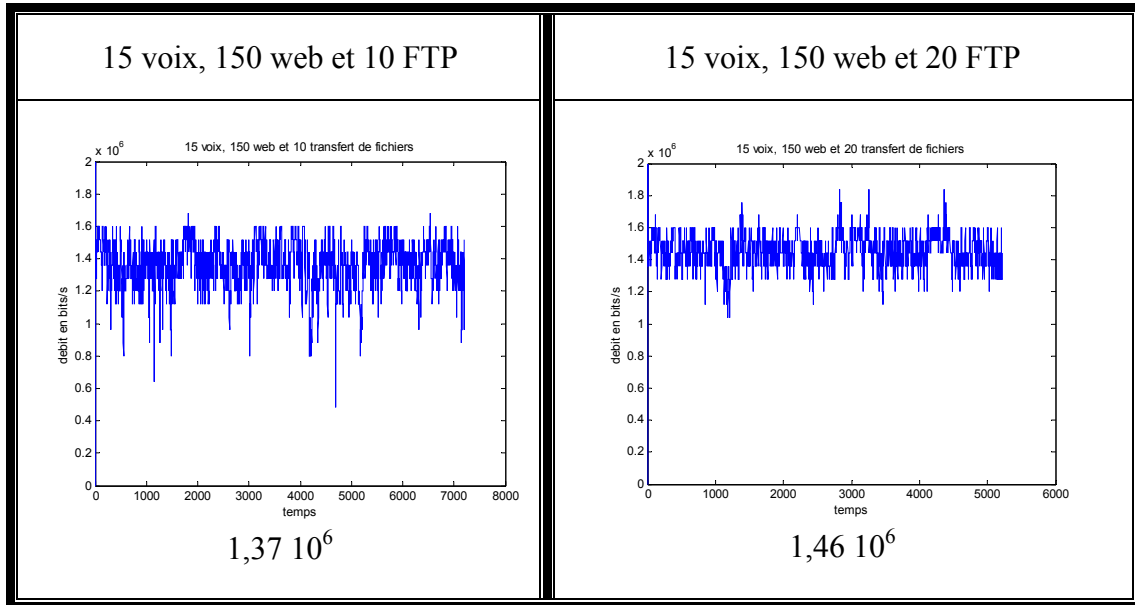 15 voix, 150 web et 10 FTP
15 voix, 150 web et 20 FTP
x 10^6
15 voix, 150 web et 10 transfert de fichiers
2
1.8
1.6
1.4
1.2
1
0.8
0.6
0.4
0.2
0
debit en bits/s
0 1000 2000 3000 4000 5000 6000 7000 8000
temps
1,37 10^6
x 10^6
15 voix, 150 web et 20 transfert de fichiers
2
1.8
1.6
1.4
1.2
1
0.8
0.6
0.4
0.2
0
debit en bits/s
0 1000 2000 3000 4000 5000 6000
temps
1,46 10^6